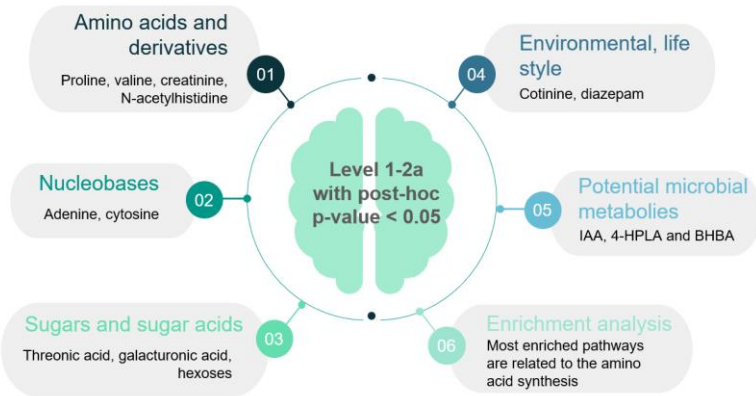 Amino acids and
derivatives
Proline, valine, creatinine,
N-acetylhistidine
01
Nucleobases
Adenine, cytosine
02
Sugars and sugar acids
Threonic acid, galacturonic acid,
hexoses
03
Level 1-2a
with post-hoc
p-value < 0.05
04
Environmental, life
style
Cotinine, diazepam
05
Potential microbial
metabolies
IAA, 4-HPLA and BHBA
06
Enrichment analysis
Most enriched pathways
are related to the amino
acid synthesis